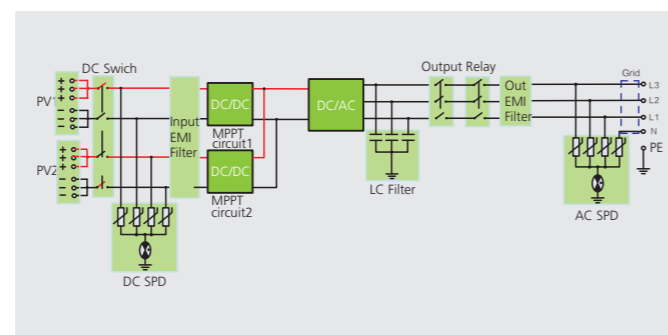 DC Swich
PV1
+
+
+
−
−
−
PV2
+
+
+
−
−
−
DC SPD
Input
EMI
Filter
DC/DC
MPPT
circuit1
DC/DC
MPPT
circuit2
DC/AC
LC Filter
Output Relay
Out
EMI
Filter
Grid
L3
L2
L1
N
PE
AC SPD